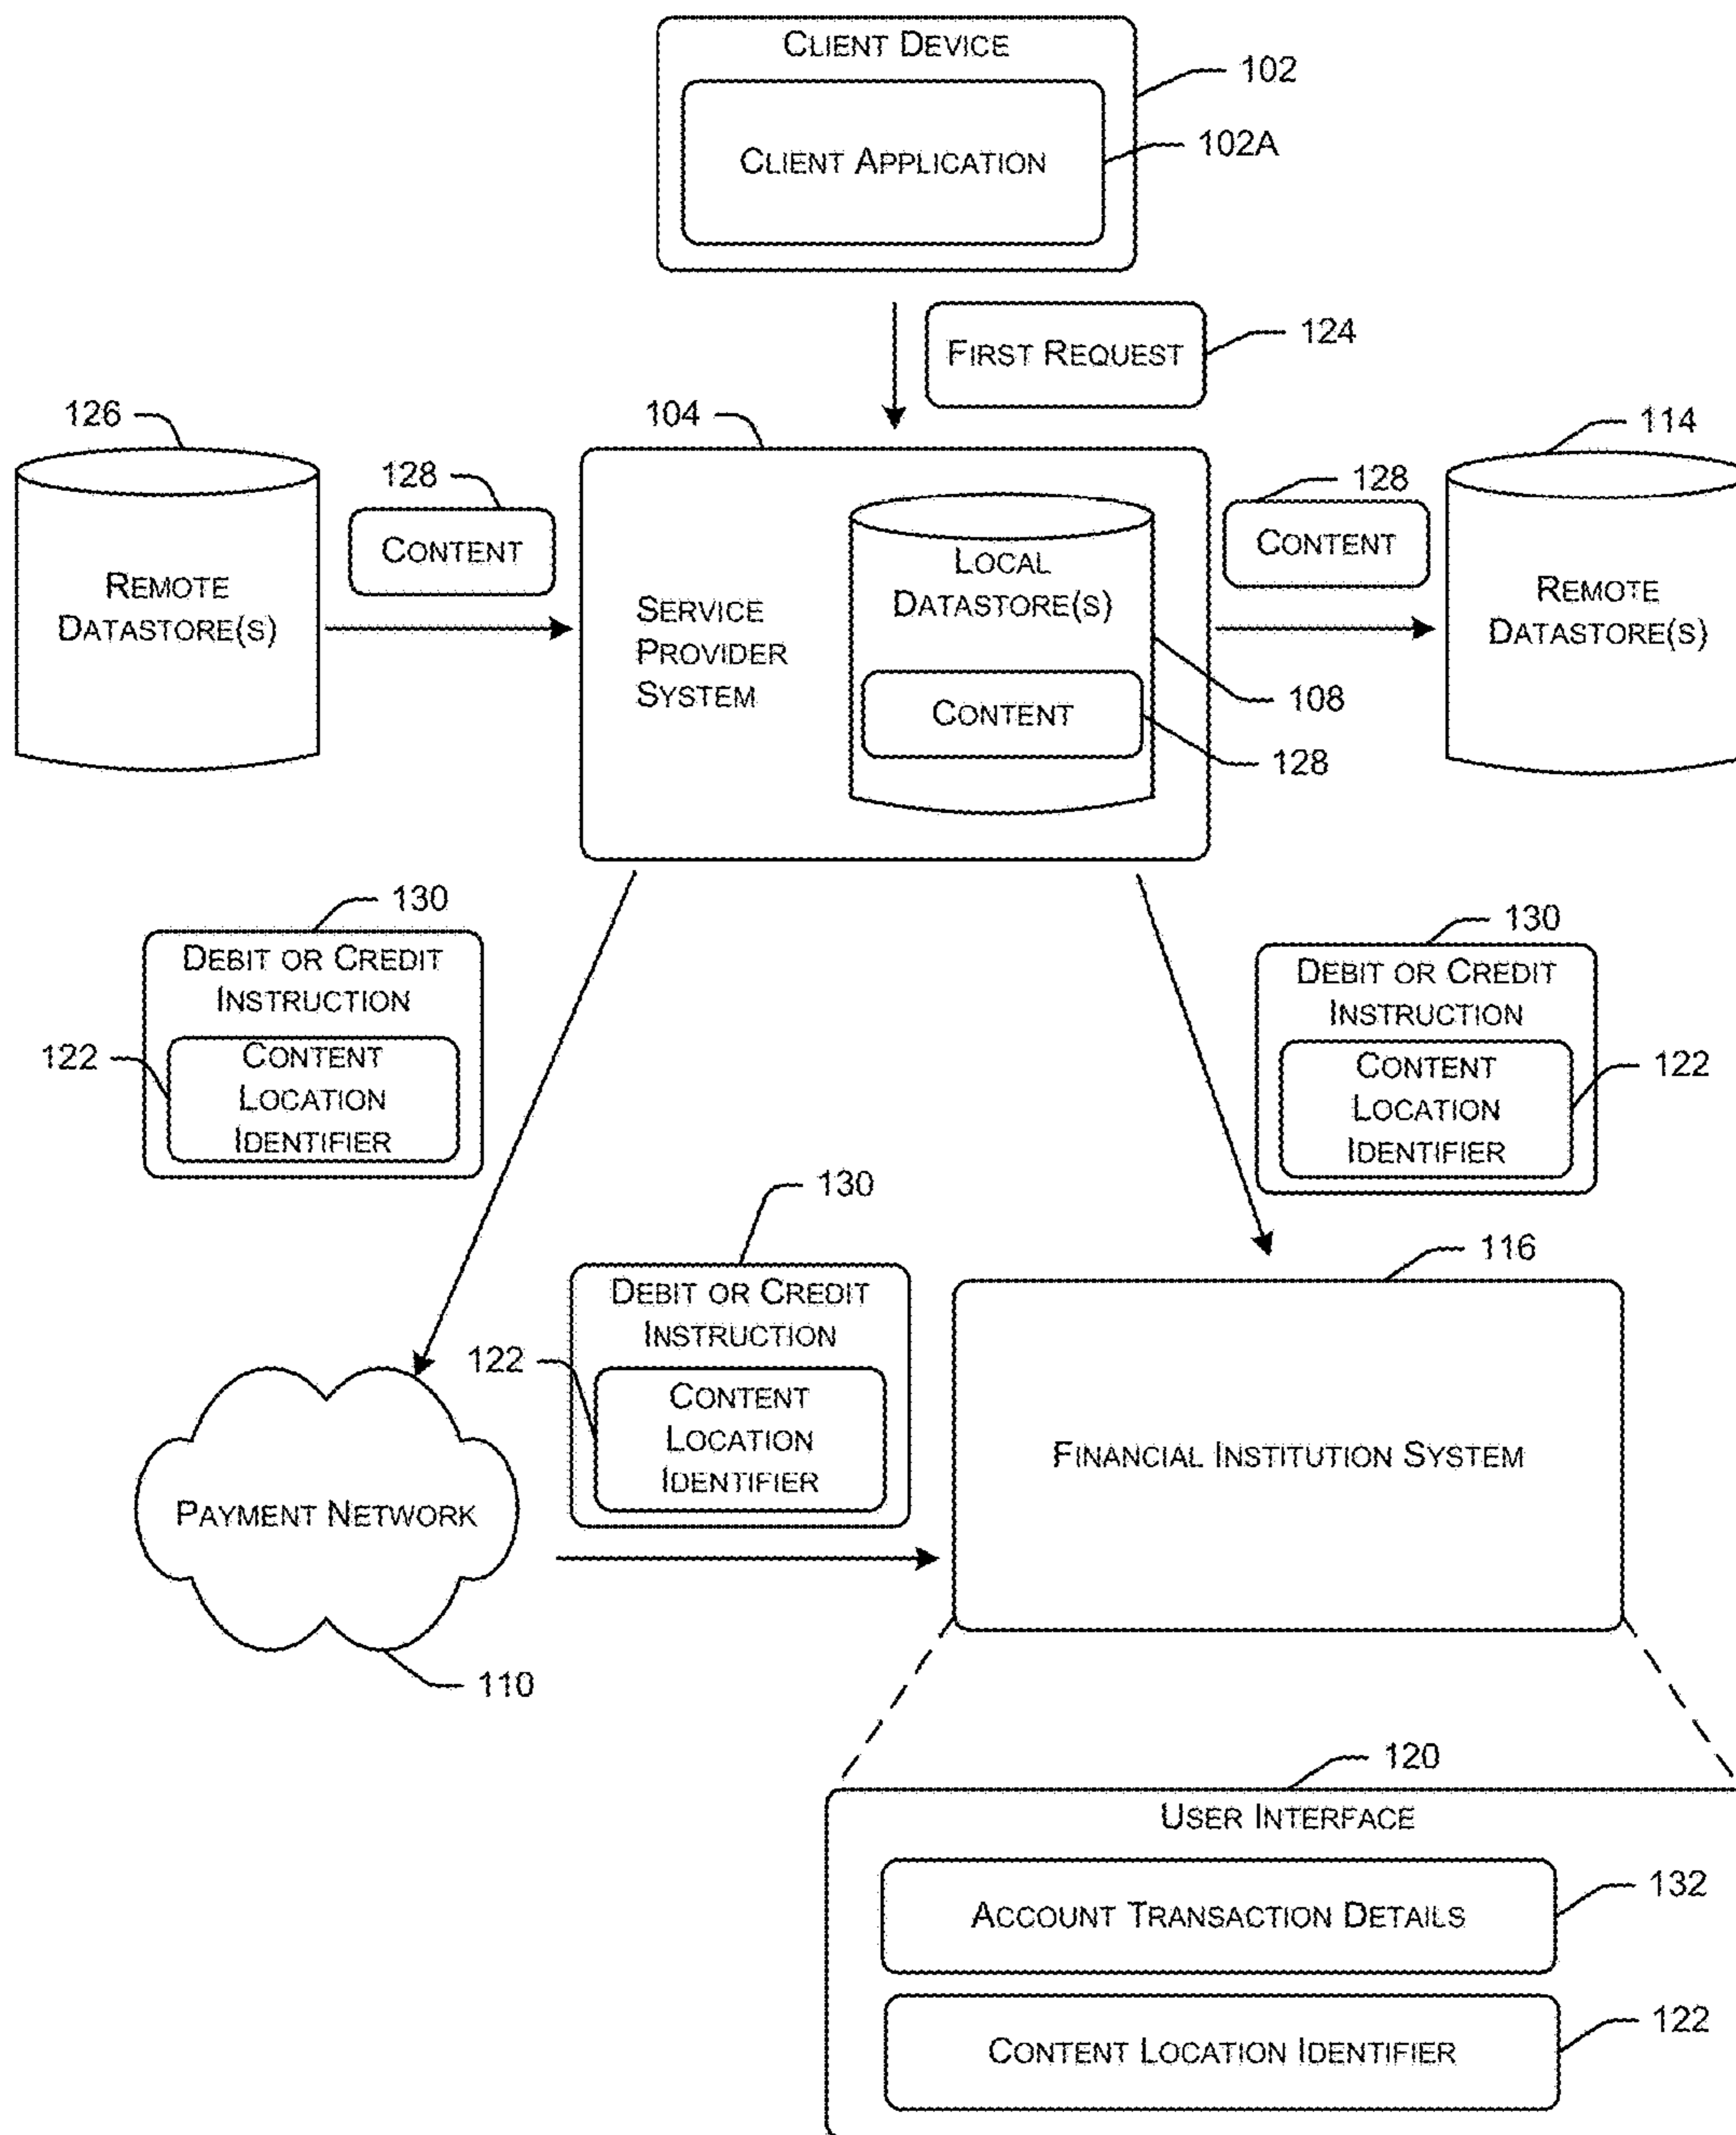 CLIENT DEVICE
102
CLIENT APPLICATION
102A
FIRST REQUEST
124
126
REMOTE
DATASTORE(S)
128
CONTENT
104
SERVICE
PROVIDER
SYSTEM
LOCAL
DATASTORE(S)
108
CONTENT
128
128
CONTENT
114
REMOTE
DATASTORE(S)
130
DEBIT OR CREDIT
INSTRUCTION
122
CONTENT
LOCATION
IDENTIFIER
130
DEBIT OR CREDIT
INSTRUCTION
CONTENT
LOCATION
IDENTIFIER
122
130
DEBIT OR CREDIT
INSTRUCTION
122
CONTENT
LOCATION
IDENTIFIER
PAYMENT NETWORK
110
116
FINANCIAL INSTITUTION SYSTEM
120
USER INTERFACE
ACCOUNT TRANSACTION DETAILS
132
CONTENT LOCATION IDENTIFIER
122